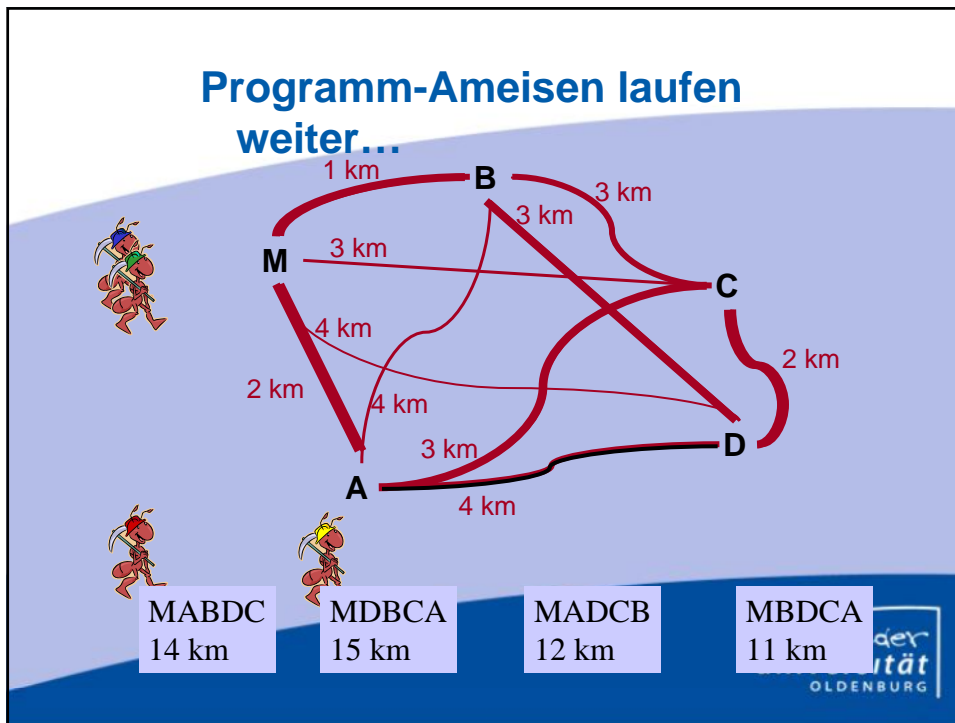 Programm-Ameisen laufen
weiter…
1 km
B
3 km
3 km
M
3 km
C
4 km
2 km
2 km
4 km
3 km
D
A
4 km
MABDC
14 km
MDBCA
15 km
MADCB
12 km
MBDCA
11 km
der
OLDENBURG